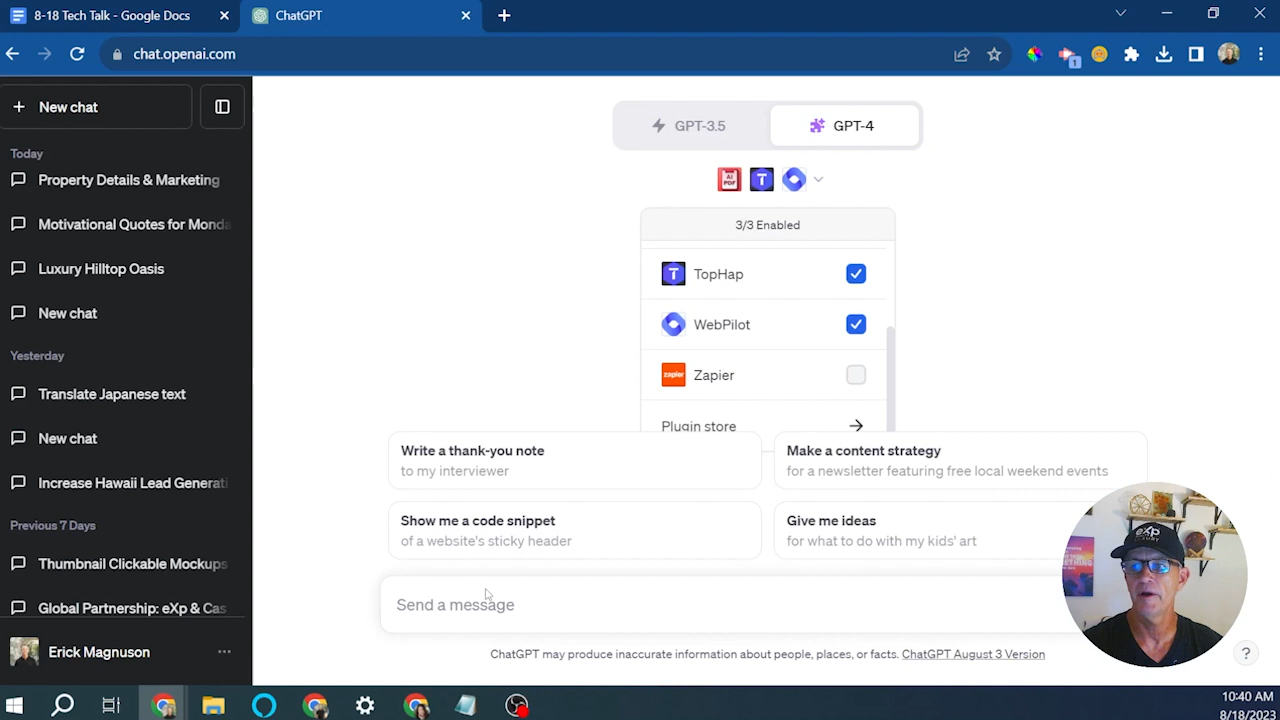 8-18 Tech Talk - Google Docs
ChatGPT
chat.openai.com
1
New chat
Today
Property Details & Marketing
Motivational Quotes for Monda
Luxury Hilltop Oasis
New chat
Yesterday
Translate Japanese text
New chat
Increase Hawaii Lead Generati
Previous 7 Days
Thumbnail Clickable Mockups
Global Partnership: eXp & Cas
Erick Magnuson
GPT-3.5
GPT-4
AI
PDF
T
3/3 Enabled
T
TopHap
WebPilot
zapier
Zapier
Plugin store
Write a thank-you note
to my interviewer
Make a content strategy
for a newsletter featuring free local weekend events
Show me a code snippet
of a website's sticky header
Give me ideas
for what to do with my kids' art
Send a message
ChatGPT may produce inaccurate information about people, places, or facts. ChatGPT August 3 Version
eXp
LUXURY
?
10:40 AM
8/18/2023